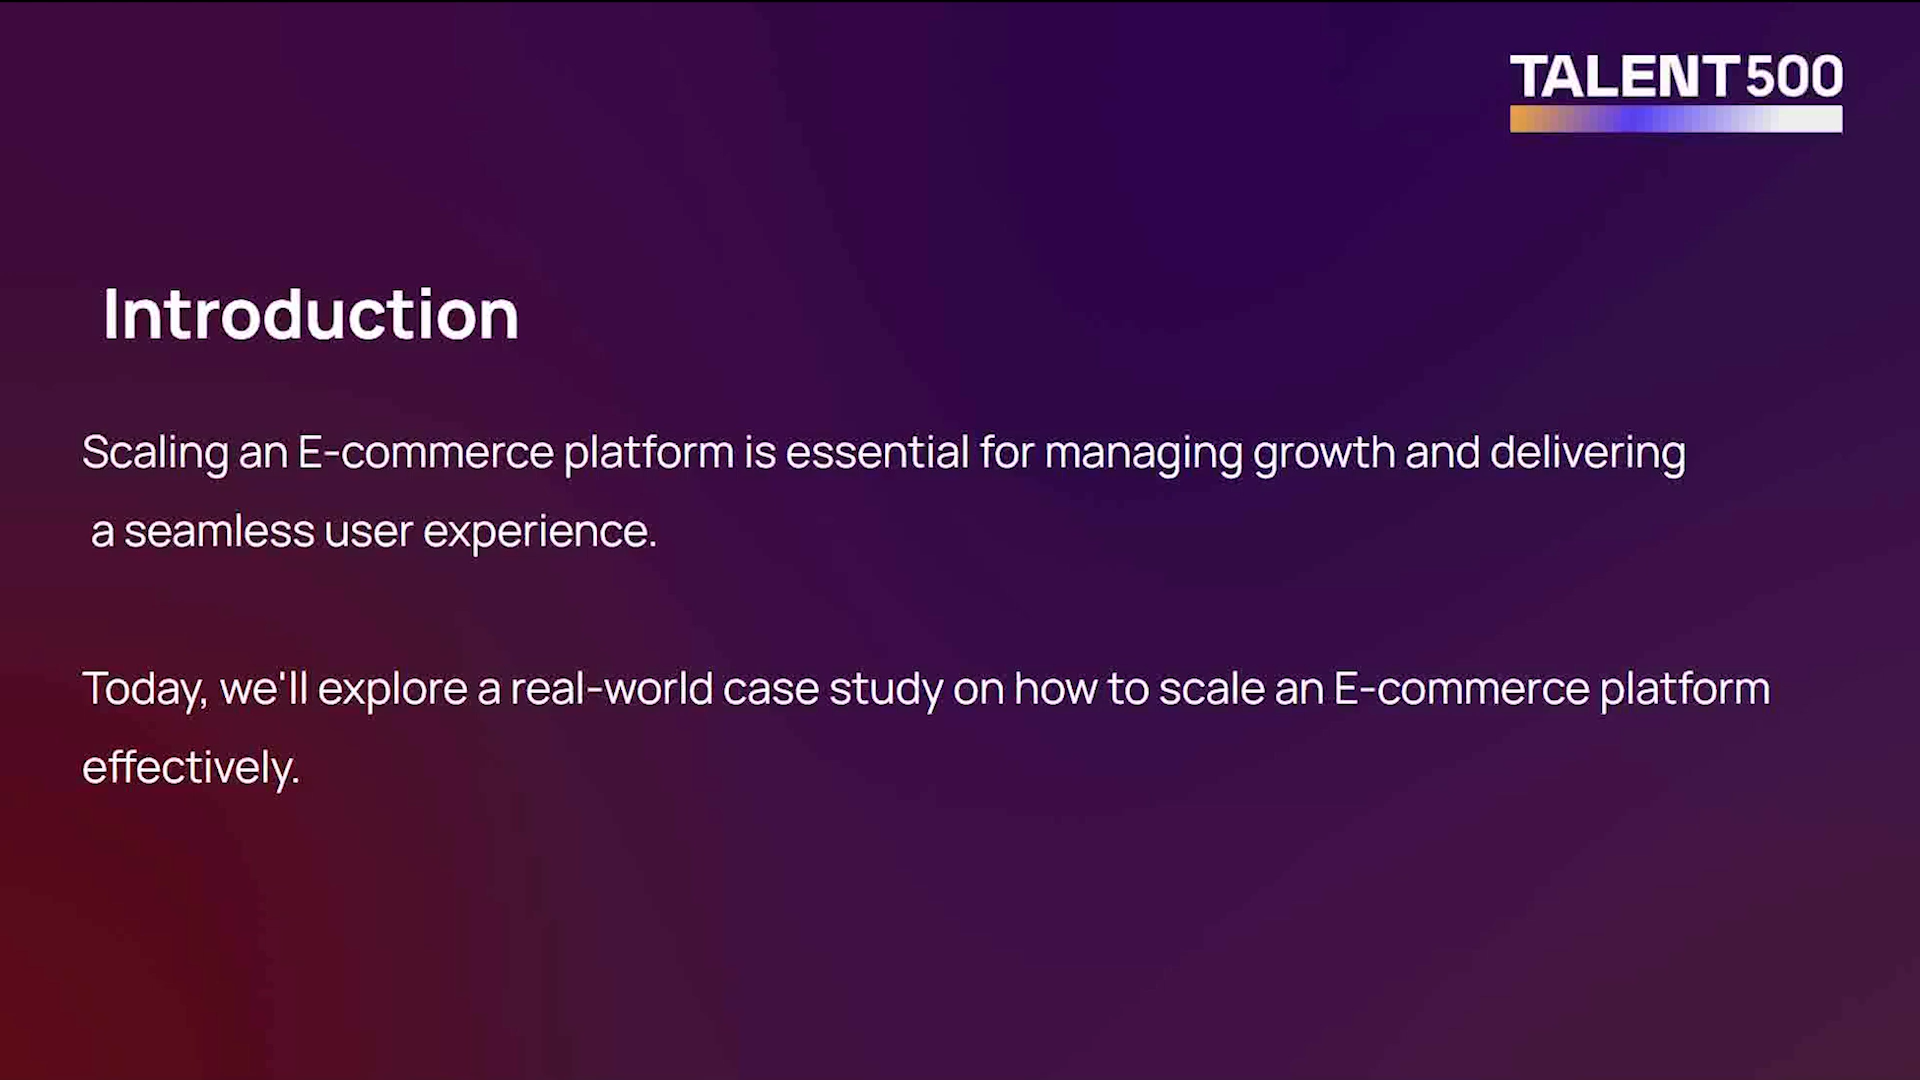 TALENT500
Introduction
Scaling an E-commerce platform is essential for managing growth and delivering
a seamless user experience.
Today, we'll explore a real-world case study on how to scale an E-commerce platform
effectively.